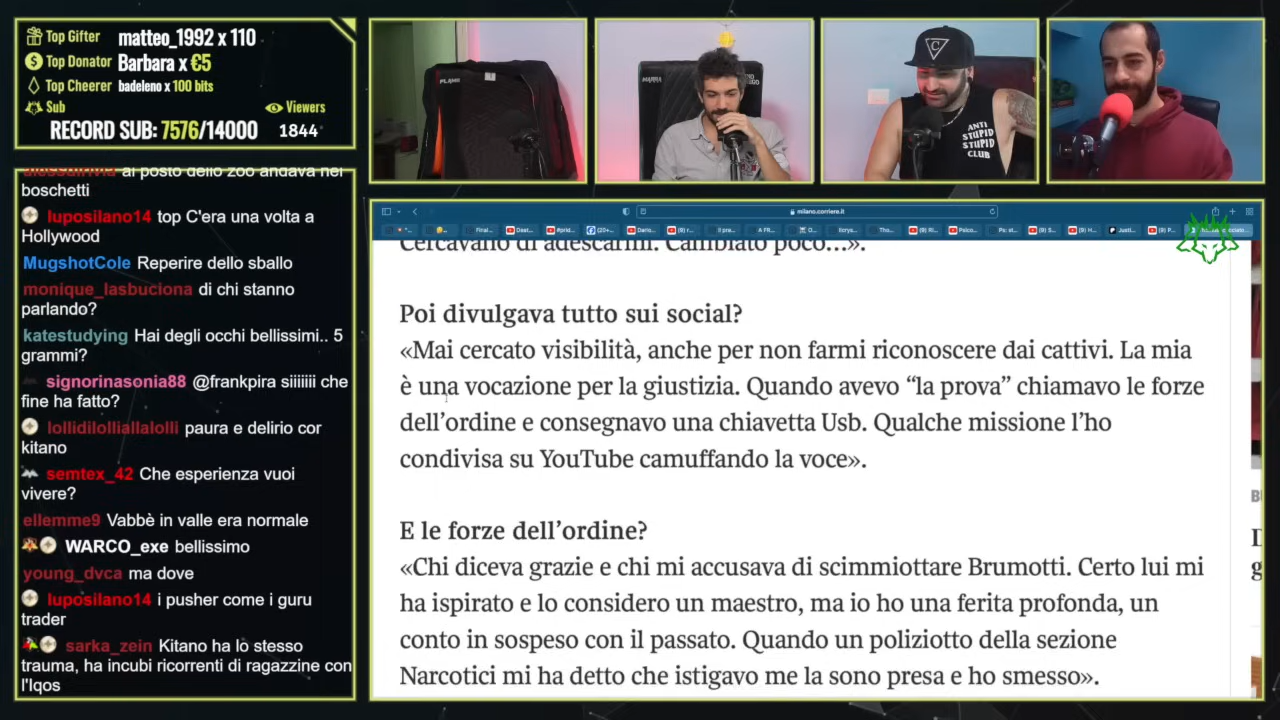 Top Gifter matteo_1992 x 110
Top Donator Barbara x €5
Top Cheerer badeleno x 100 bits
Sub Viewers
RECORD SUB: 7576/14000 1844
al posto dello zoo andava nei
boschetti
luposilano14 top C'era una volta a
Hollywood
MugshotCole Reperire dello sballo
monique_lasbuciona di chi stanno
parlando?
katestudying Hai degli occhi bellissimi.. 5
grammi?
signorinasonia88 @frankpira siiiiiii che
fine ha fatto?
lollidilolliallalolli paura e delirio cor
kitano
semtex_42 Che esperienza vuoi
vivere?
ellemme9 Vabbè in valle era normale
WARCO_exe bellissimo
young_dvca ma dove
luposilano14 i pusher come i guru
trader
sarka_zein Kitano ha lo stesso
trauma, ha incubi ricorrenti di ragazzine con
l'Iqos
ANTI
STUPID
STUPID
CLUB
milano.corriere.it
Cercavano di adescarmi. Cambiato poco...».
Poi divulgava tutto sui social?
«Mai cercato visibilità, anche per non farmi riconoscere dai cattivi. La mia
è una vocazione per la giustizia. Quando avevo “la prova” chiamavo le forze
dell’ordine e consegnavo una chiavetta Usb. Qualche missione l’ho
condivisa su YouTube camuffando la voce».
E le forze dell’ordine?
«Chi diceva grazie e chi mi accusava di scimmiottare Brumotti. Certo lui mi
ha ispirato e lo considero un maestro, ma io ho una ferita profonda, un
conto in sospeso con il passato. Quando un poliziotto della sezione
Narcotici mi ha detto che istigavo me la sono presa e ho smesso».